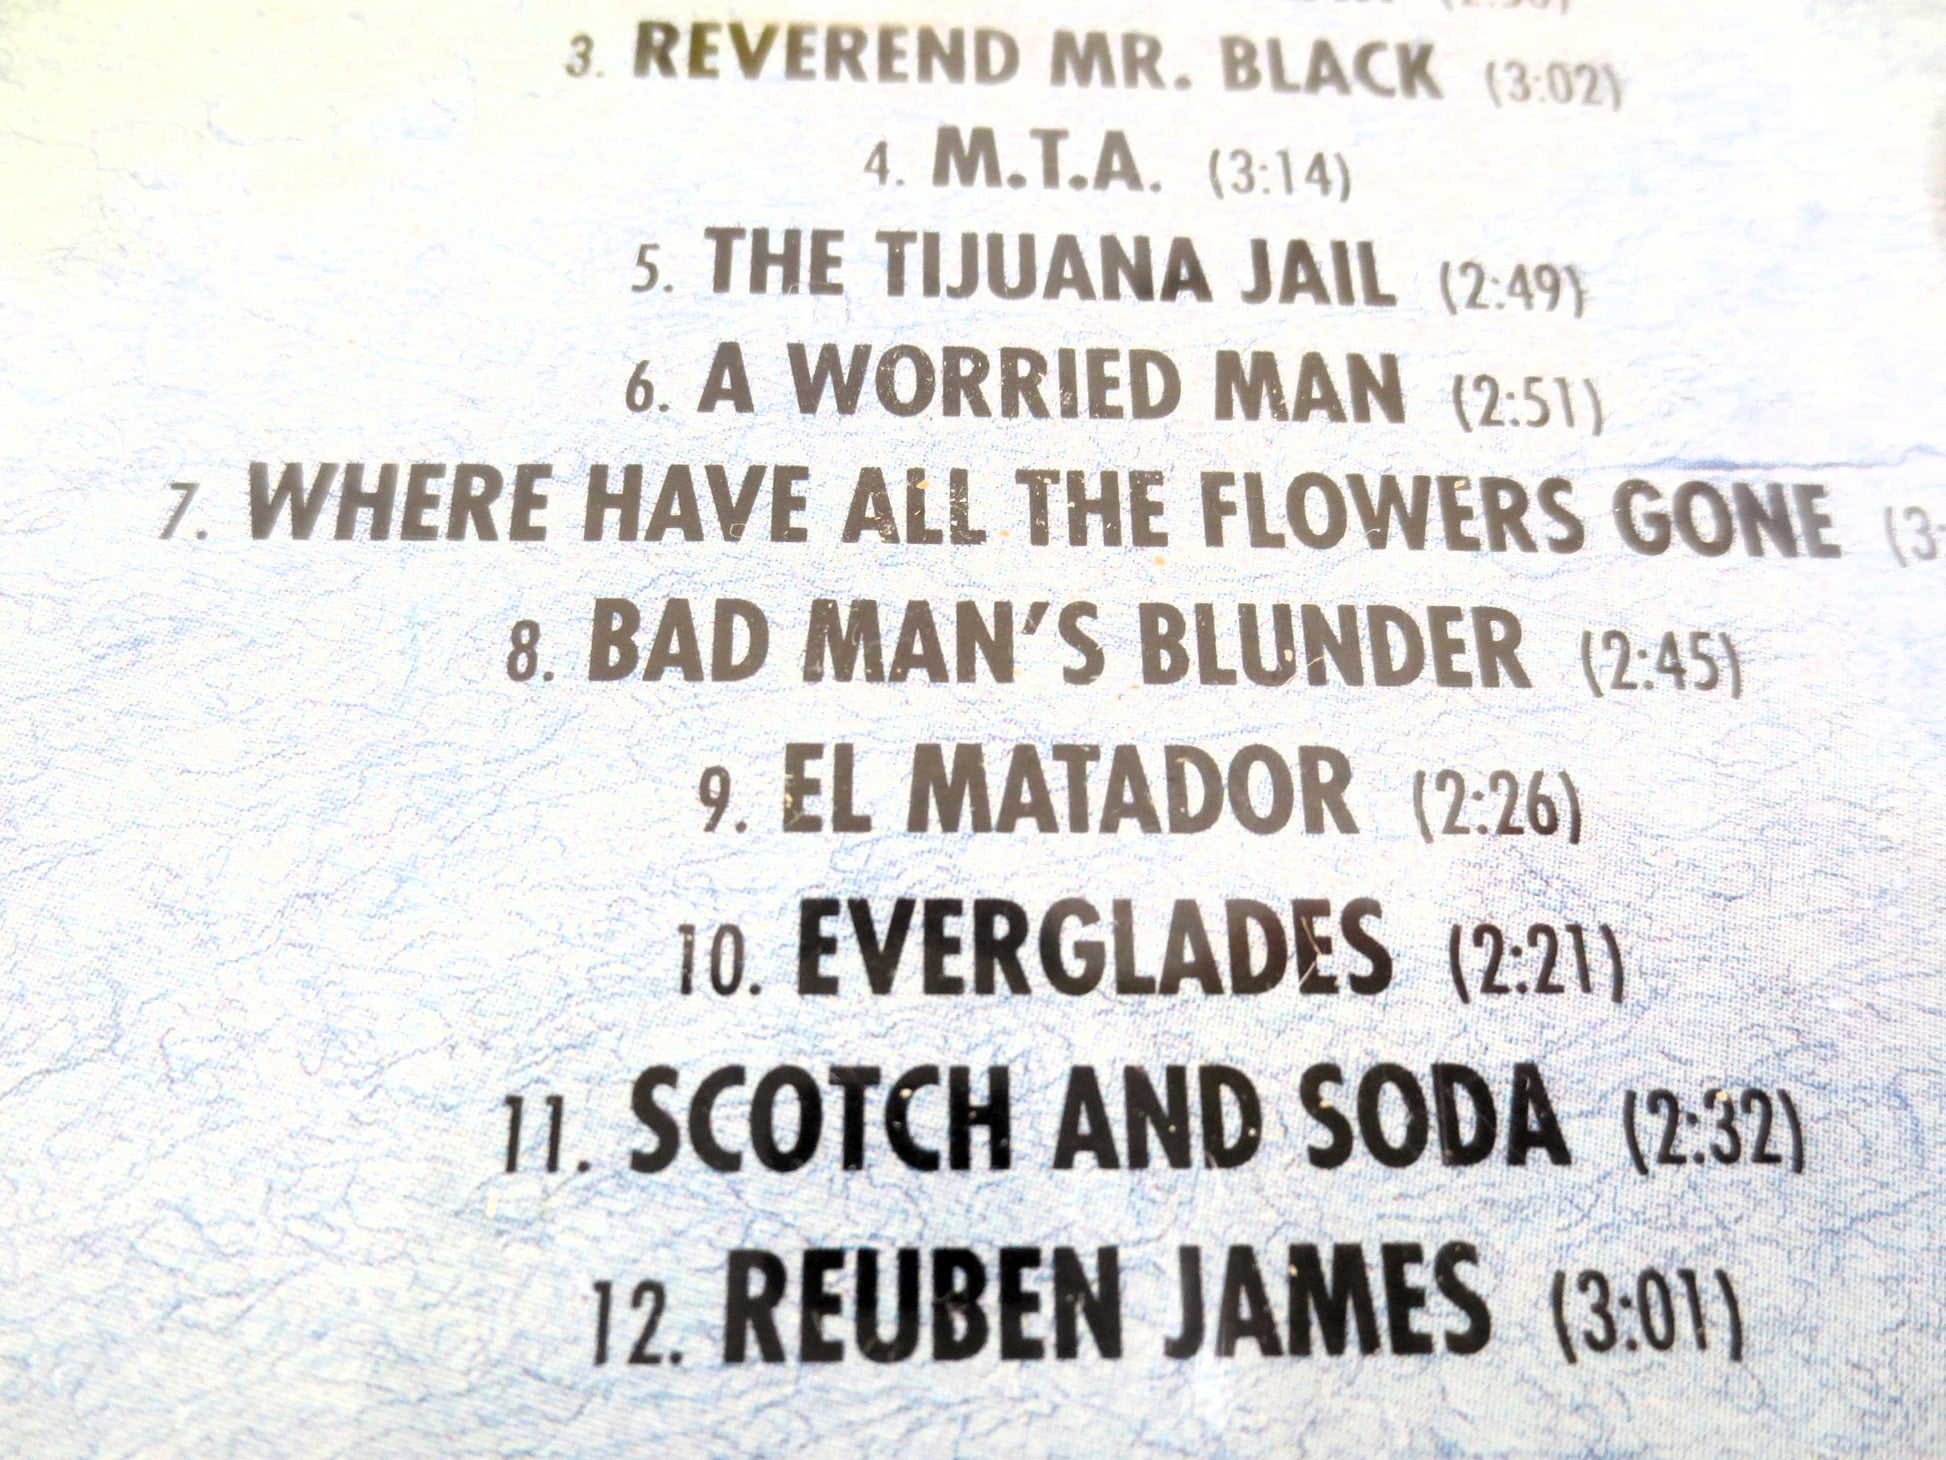 3. REVEREND MR. BLACK (3:02)
4. M.T.A. (3:14)
5. THE TIJUANA JAIL (2:49)
6. A WORRIED MAN (2:51)
7. WHERE HAVE ALL THE FLOWERS GONE
8. BAD MAN'S BLUNDER (2:45)
9. EL MATADOR (2:26)
10. EVERGLADES (2:21)
11. SCOTCH AND SODA (2:32)
12. REUBEN JAMES (3:01)